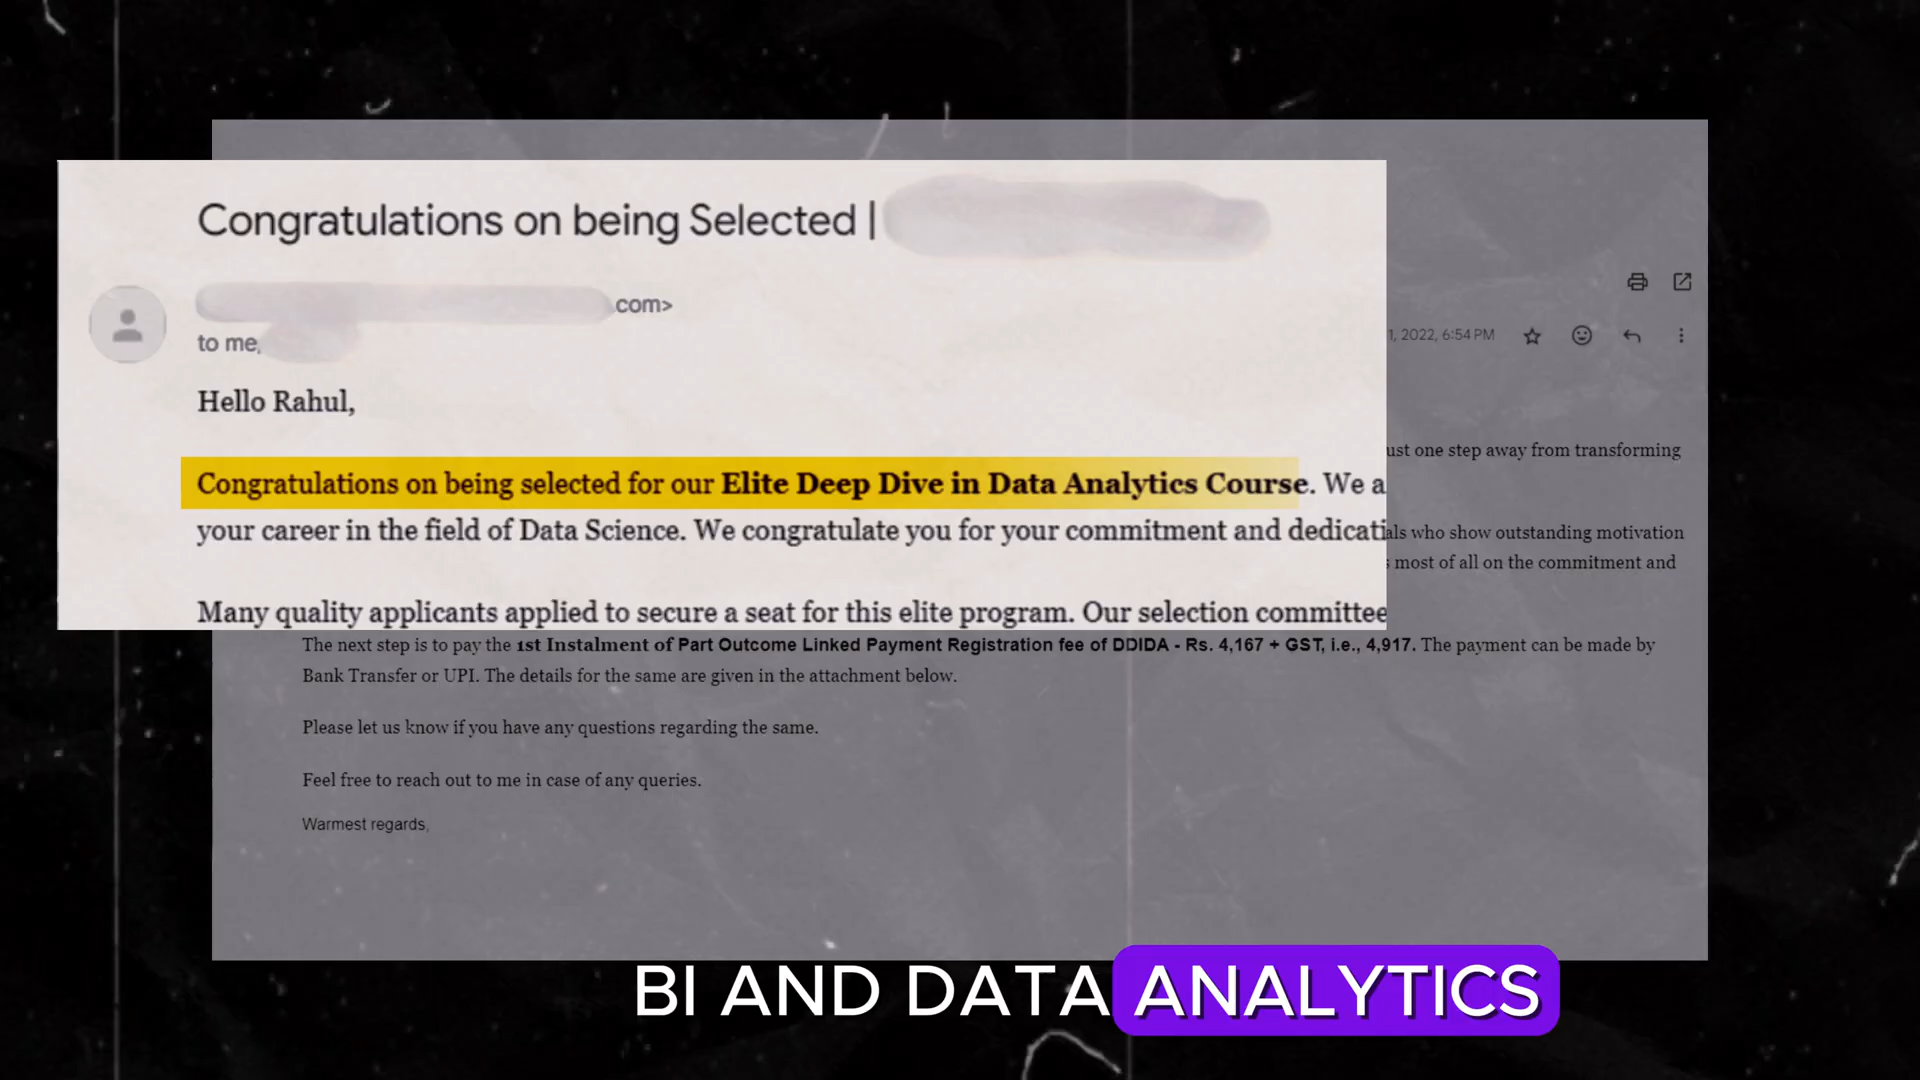 Congratulations on being Selected |
.com>
to me,
1, 2022, 6:54 PM
Hello Rahul,
ust one step away from transforming
Congratulations on being selected for our Elite Deep Dive in Data Analytics Course. We a
your career in the field of Data Science. We congratulate you for your commitment and dedicati
als who show outstanding motivation
most of all on the commitment and
Many quality applicants applied to secure a seat for this elite program. Our selection committee
The next step is to pay the 1st Instalment of Part Outcome Linked Payment Registration fee of DDIDA - Rs. 4,167 + GST, i.e., 4,917. The payment can be made by
Bank Transfer or UPI. The details for the same are given in the attachment below.
Please let us know if you have any questions regarding the same.
Feel free to reach out to me in case of any queries.
Warmest regards,
BI AND DATA ANALYTICS